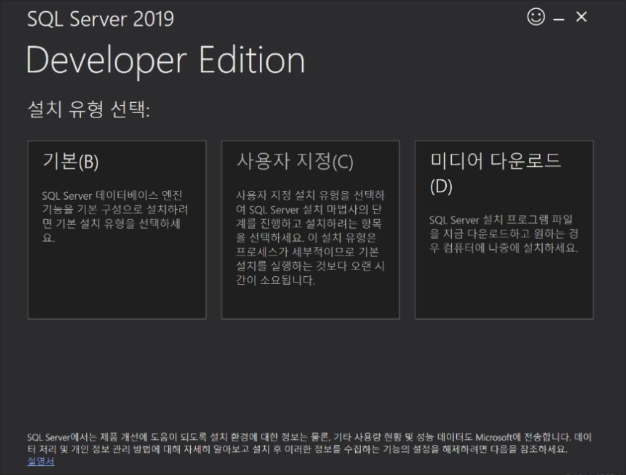 SQL Server 2019
Developer Edition
설치 유형 선택:
기본(B)
SQL Server 데이터베이스 엔진
기능을 기본 구성으로 설치하려
면 기본 설치 유형을 선택하세
요.
사용자 지정(C)
사용자 지정 설치 유형을 선택하
여 SQL Server 설치 마법사의 단
계를 진행하고 설치하려는 항목
을 선택하세요. 이 설치 유형은
프로세스가 세부적이므로 기본
설치를 실행하는 것보다 오랜 시
간이 소요됩니다.
미디어 다운로드
(D)
SQL Server 설치 프로그램 파일
을 지금 다운로드하고 원하는 경
우 컴퓨터에 나중에 설치하세요.
SQL Server에서는 제품 개선에 도움이 되도록 설치 환경에 대한 정보는 물론, 기타 사용량 현황 및 성능 데이터도 Microsoft에 전송합니다. 데이
터 처리 및 개인 정보 관리 방법에 대해 자세히 알아보고 설치 후 이러한 정보를 수집하는 기능의 설정을 해제하려면 다음을 참조하세요.
설명서